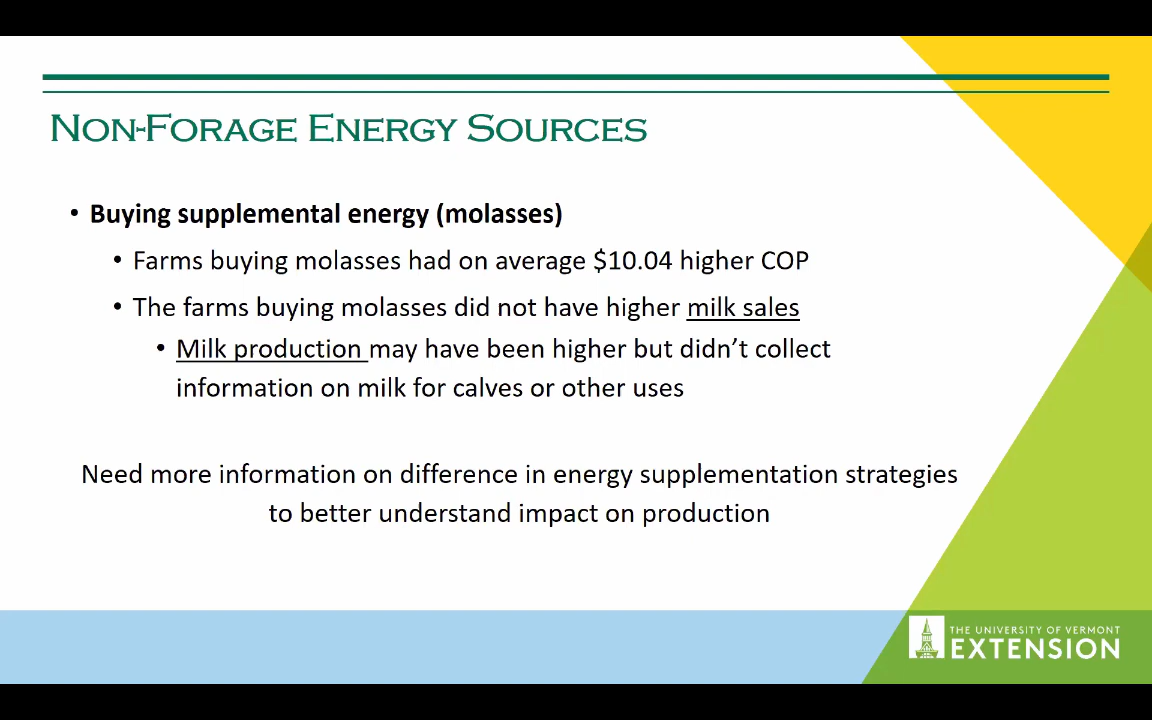 Non-Forage Energy Sources
• Buying supplemental energy (molasses)
• Farms buying molasses had on average $10.04 higher COP
• The farms buying molasses did not have higher milk sales
• Milk production may have been higher but didn't collect
information on milk for calves or other uses
Need more information on difference in energy supplementation strategies
to better understand impact on production
THE UNIVERSITY OF VERMONT
EXTENSION